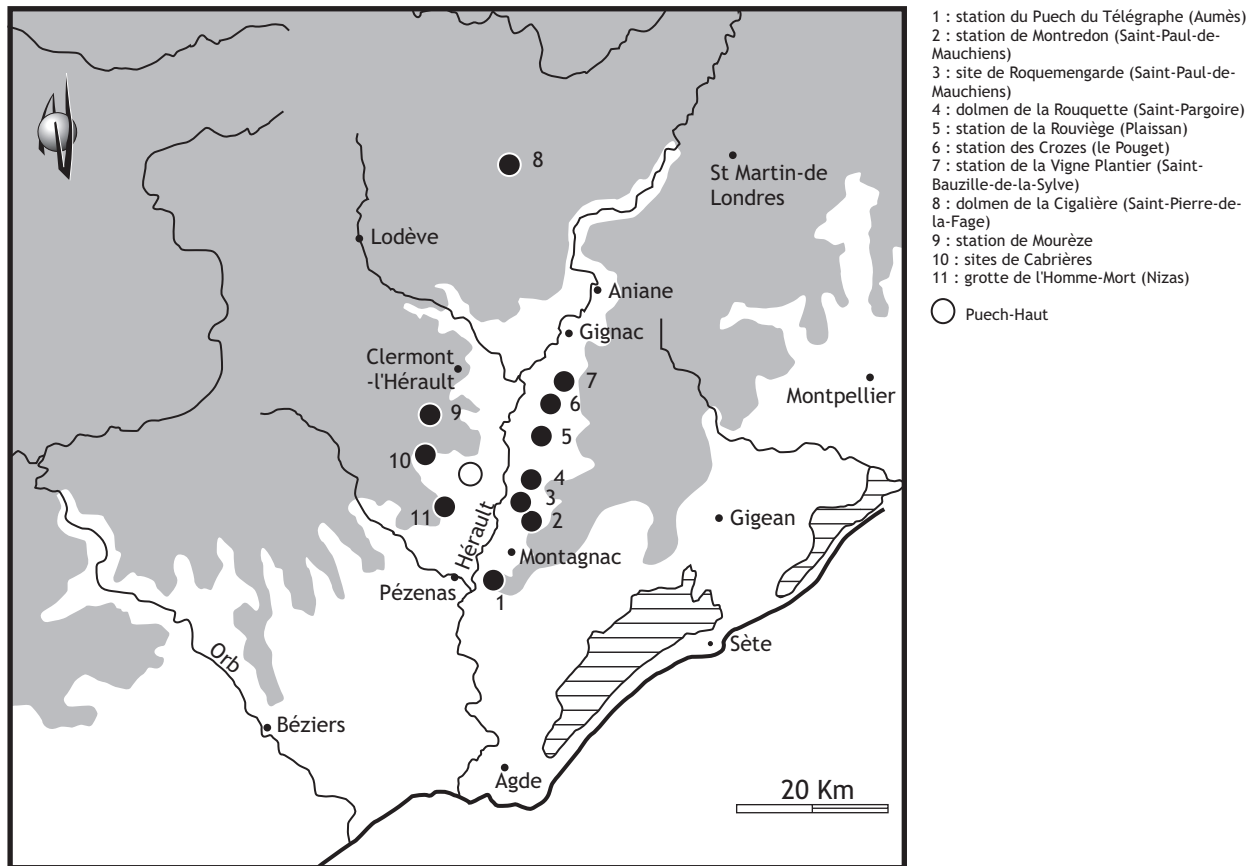 8
St Martin-de
Londres
Lodève
Aniane
Gignac
Clermont
-l'Hérault
7
Montpellier
6
9
5
10
4
3
11
2
Gigean
Hérault
Montagnac
Pézenas
1
Sète
Orb
Béziers
Agde
20 Km
1 : station du Puech du Télégraphe (Aumès)
2 : station de Montredon (Saint-Paul-de-
Mauchiens)
3 : site de Roquemengarde (Saint-Paul-de-
Mauchiens)
4 : dolmen de la Rouquette (Saint-Pargoire)
5 : station de la Rouviège (Plaissan)
6 : station des Crozes (le Pouget)
7 : station de la Vigne Plantier (Saint-
Bauzille-de-la-Sylve)
8 : dolmen de la Cigalière (Saint-Pierre-de-
la-Fage)
9 : station de Mourèze
10 : sites de Cabrières
11 : grotte de l'Homme-Mort (Nizas)
Puech-Haut